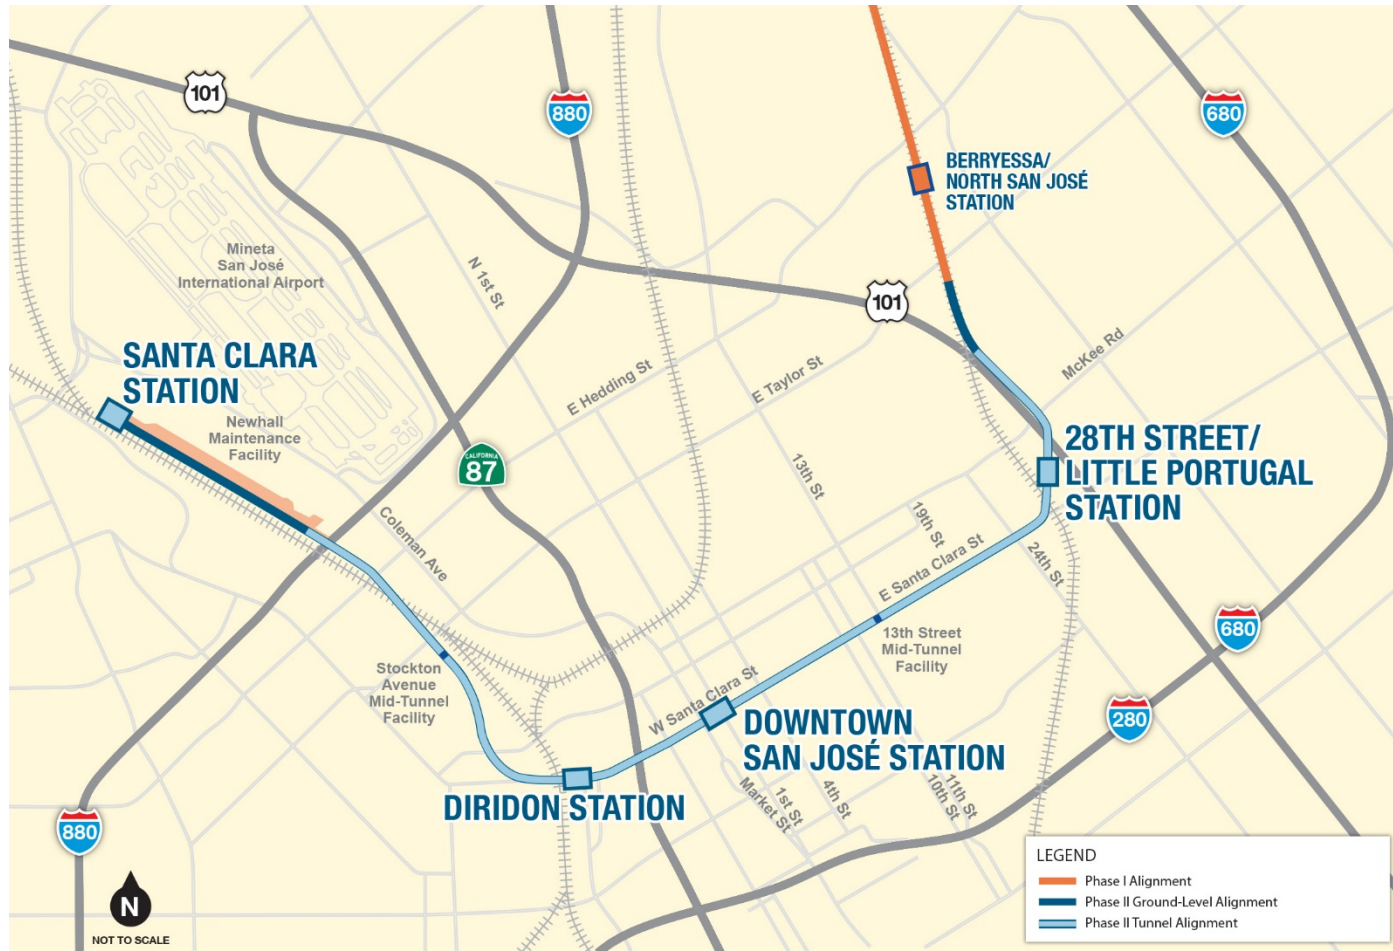 101
880
680
BERRYESSA/
NORTH SAN JOSÉ
STATION
Mineta
San José
International Airport
N 1st St
101
McKee Rd
SANTA CLARA
STATION
E Hedding St
E Taylor St
Newhall
Maintenance
Facility
CALIFORNIA
87
28TH STREET/
LITTLE PORTUGAL
STATION
13th St
19th St
Coleman Ave
E Santa Clara St
24th St
680
13th Street
Mid-Tunnel
Facility
Stockton
Avenue
Mid-Tunnel
Facility
W Santa Clara St
DOWNTOWN
SAN JOSÉ STATION
280
DIRIDON STATION
Market St
1st St
4th St
10th St
11th St
880
N
NOT TO SCALE
LEGEND
Phase I Alignment
Phase II Ground-Level Alignment
Phase II Tunnel Alignment